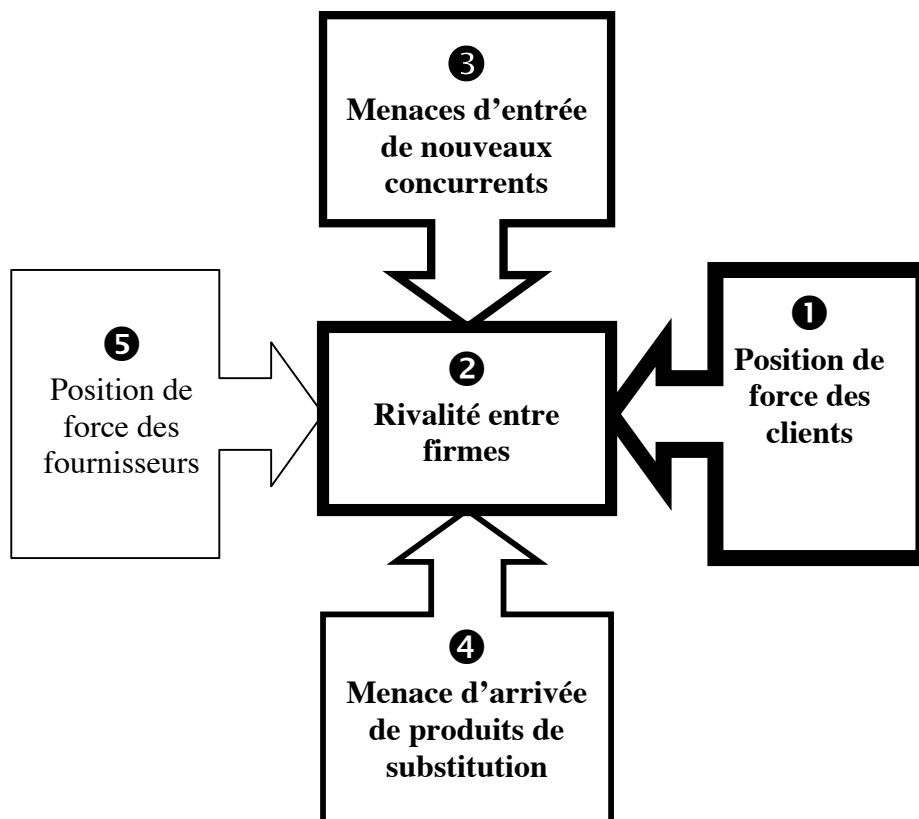 ❸
Menaces d’entrée
de nouveaux
concurrents
❺
Position de
force des
fournisseurs
❷
Rivalité entre
firmes
❶
Position de
force des
clients
❹
Menace d’arrivée
de produits de
substitution